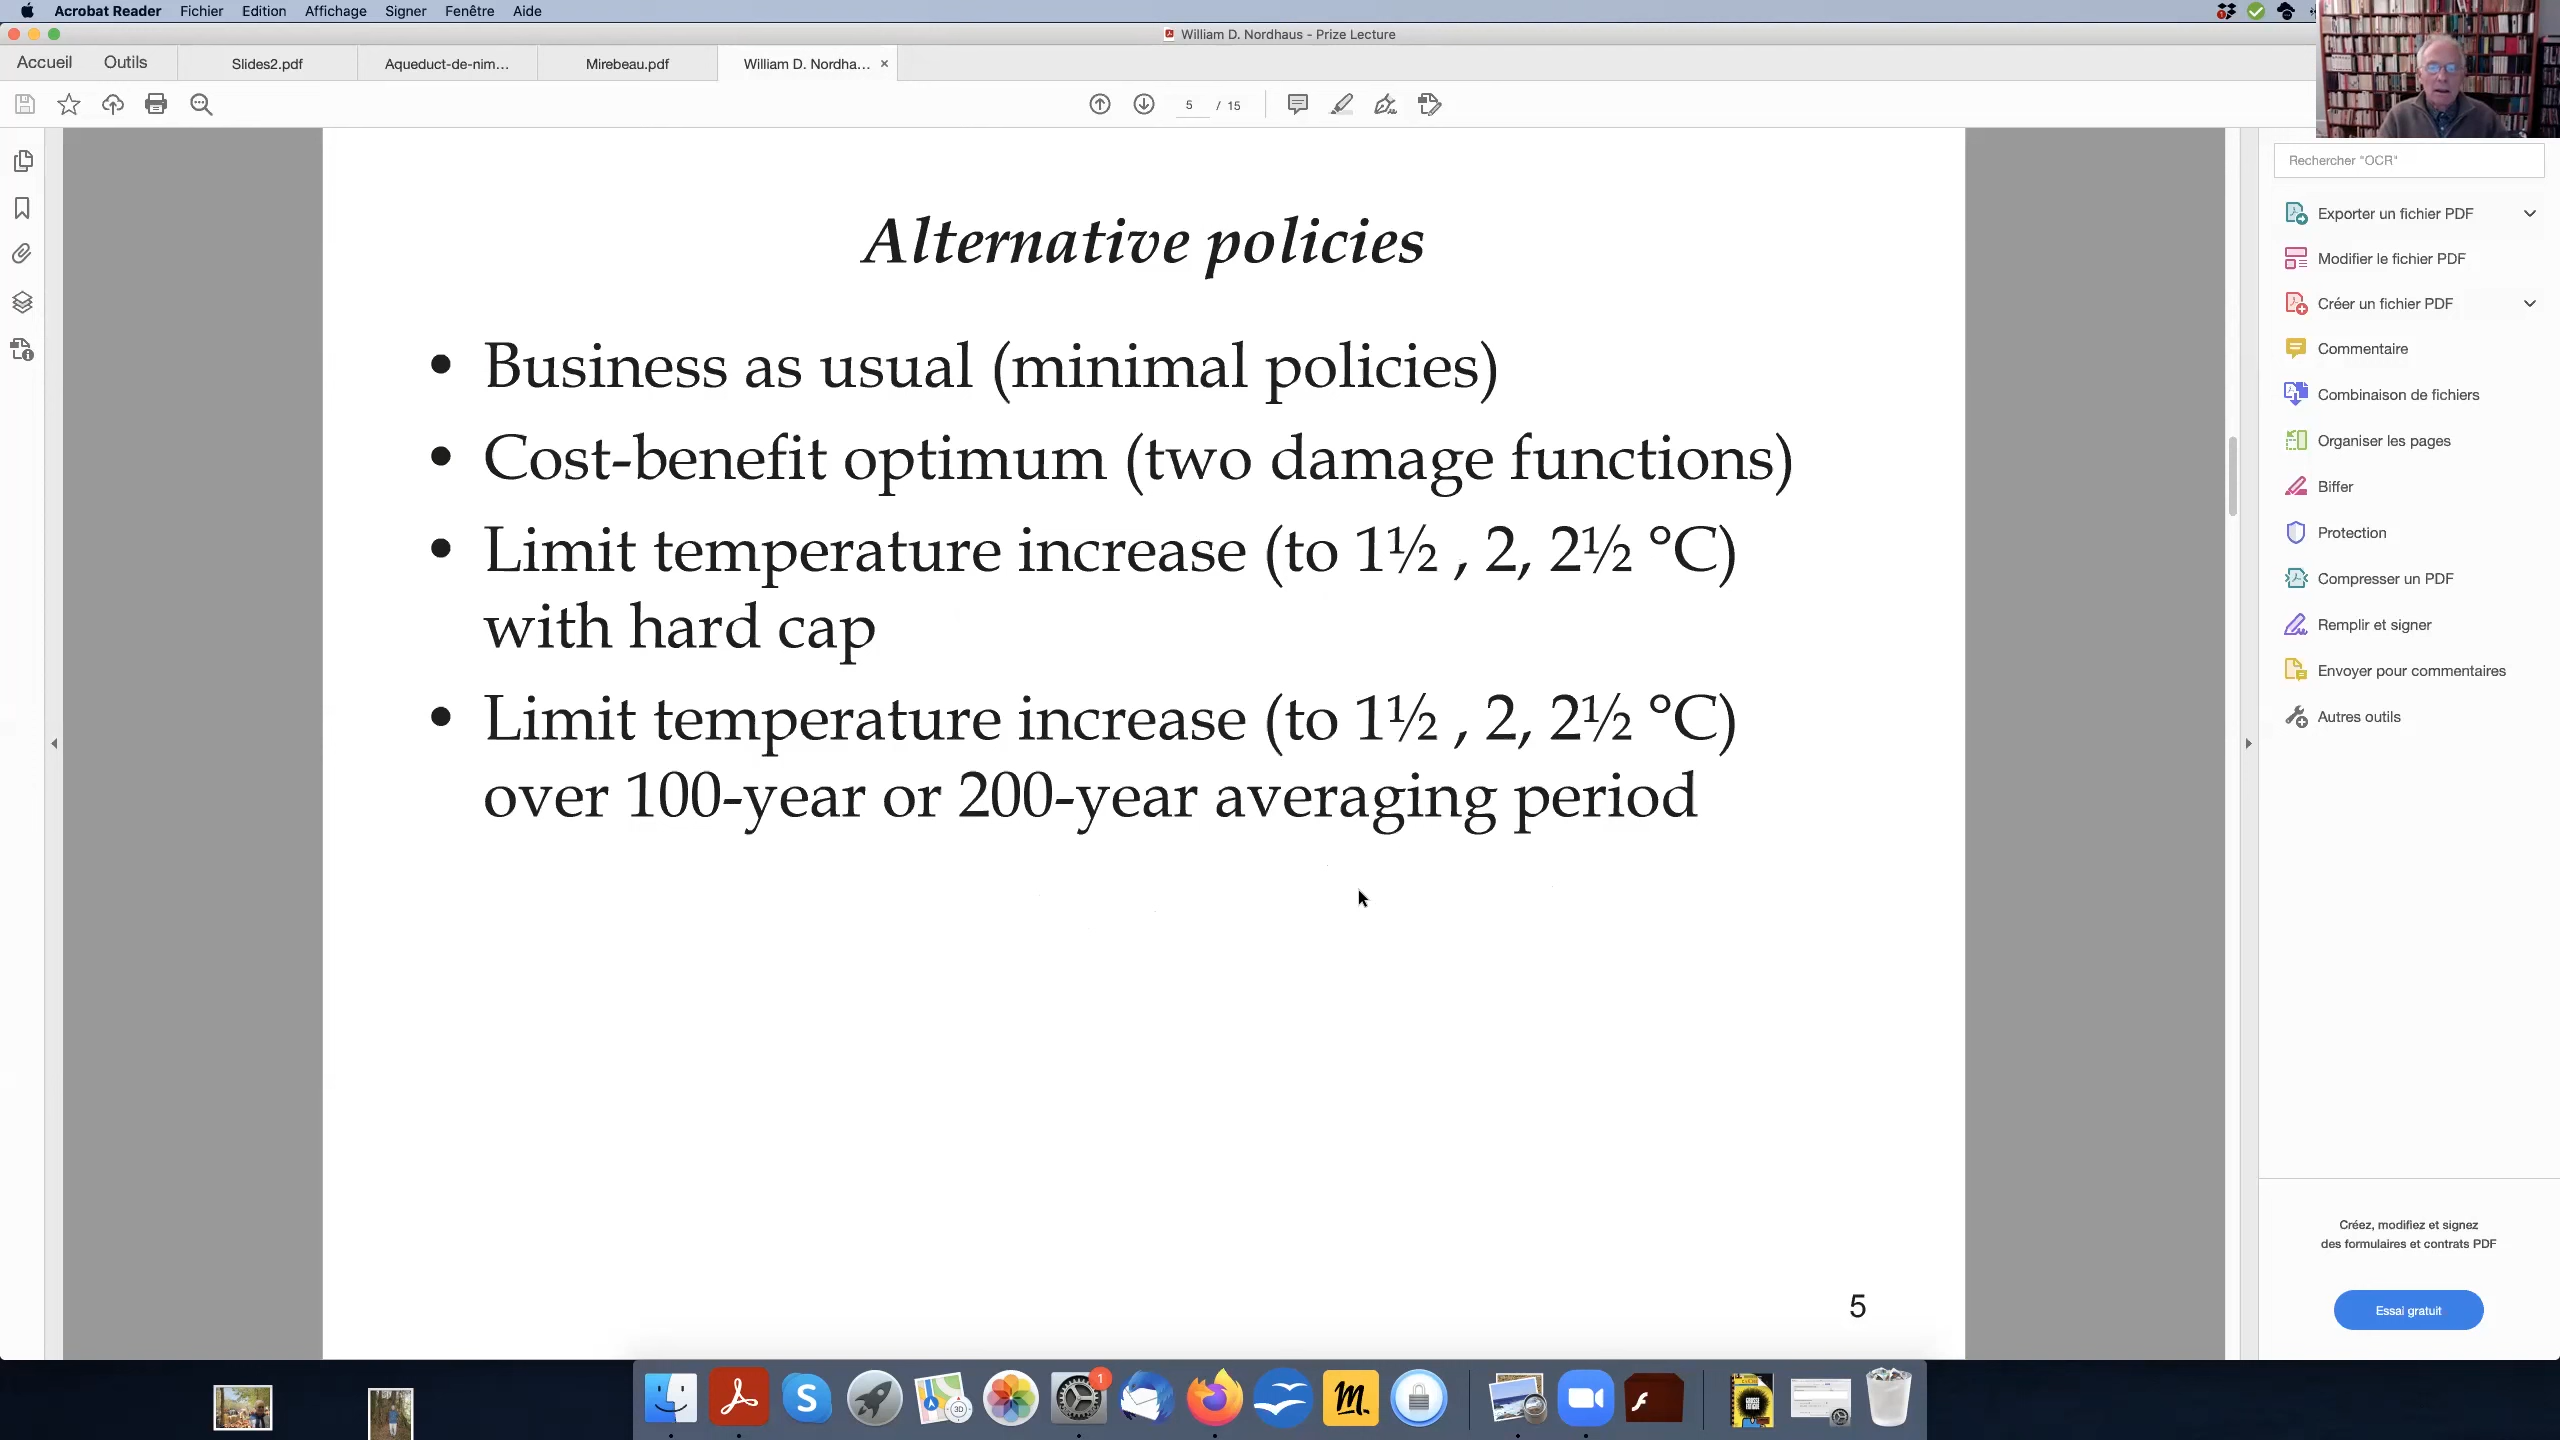 Acrobat Reader Fichier Edition Affichage Signer Fenêtre Aide
William D. Nordhaus - Prize Lecture
Accueil Outils Slides2.pdf Aqueduct-de-nim... Mirebeau.pdf William D. Nordha... ×
5 / 15
Rechercher "OCR"
Exporter un fichier PDF
Modifier le fichier PDF
Créer un fichier PDF
Commentaire
Combinaison de fichiers
Organiser les pages
Biffer
Protection
Compresser un PDF
Remplir et signer
Envoyer pour commentaires
Autres outils
Créez, modifiez et signez
des formulaires et contrats PDF
Essai gratuit
Alternative policies
• Business as usual (minimal policies)
• Cost-benefit optimum (two damage functions)
• Limit temperature increase (to 1½ , 2, 2½ °C)
with hard cap
• Limit temperature increase (to 1½ , 2, 2½ °C)
over 100-year or 200-year averaging period
5
S
3D
1
m.